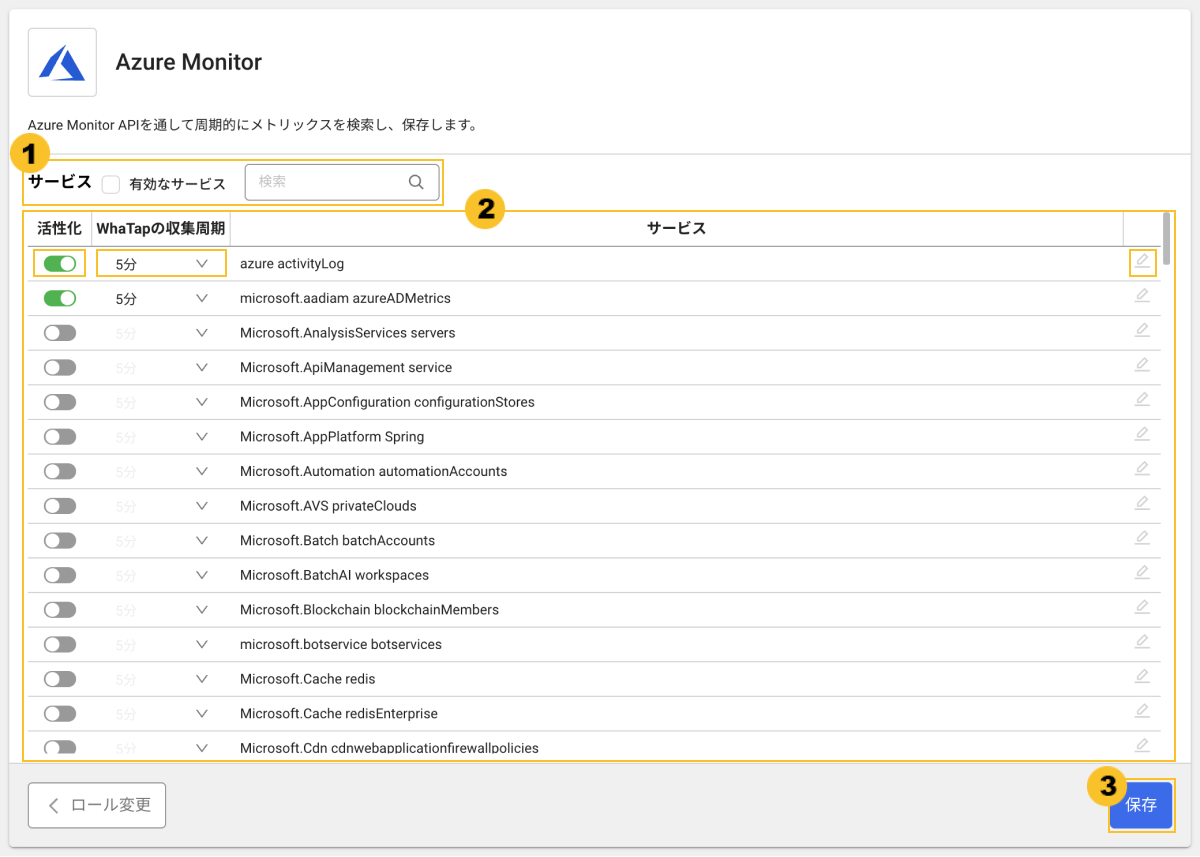 Azure Monitor
Azure Monitor APIを通して周期的にメトリックスを検索し、保存します。
1
サービス 有効なサービス 検索
2
活性化 WhaTapの収集周期 サービス
5分 azure activityLog
5分 microsoft.aadiam azureADMetrics
5分 Microsoft.AnalysisServices servers
5分 Microsoft.ApiManagement service
5分 Microsoft.AppConfiguration configurationStores
5分 Microsoft.AppPlatform Spring
5分 Microsoft.Automation automationAccounts
5分 Microsoft.AVS privateClouds
5分 Microsoft.Batch batchAccounts
5分 Microsoft.BatchAI workspaces
5分 Microsoft.Blockchain blockchainMembers
5分 microsoft.botservice botservices
5分 Microsoft.Cache redis
5分 Microsoft.Cache redisEnterprise
5分 Microsoft.Cdn cdnwebapplicationfirewallpolicies
3
ロール変更 保存